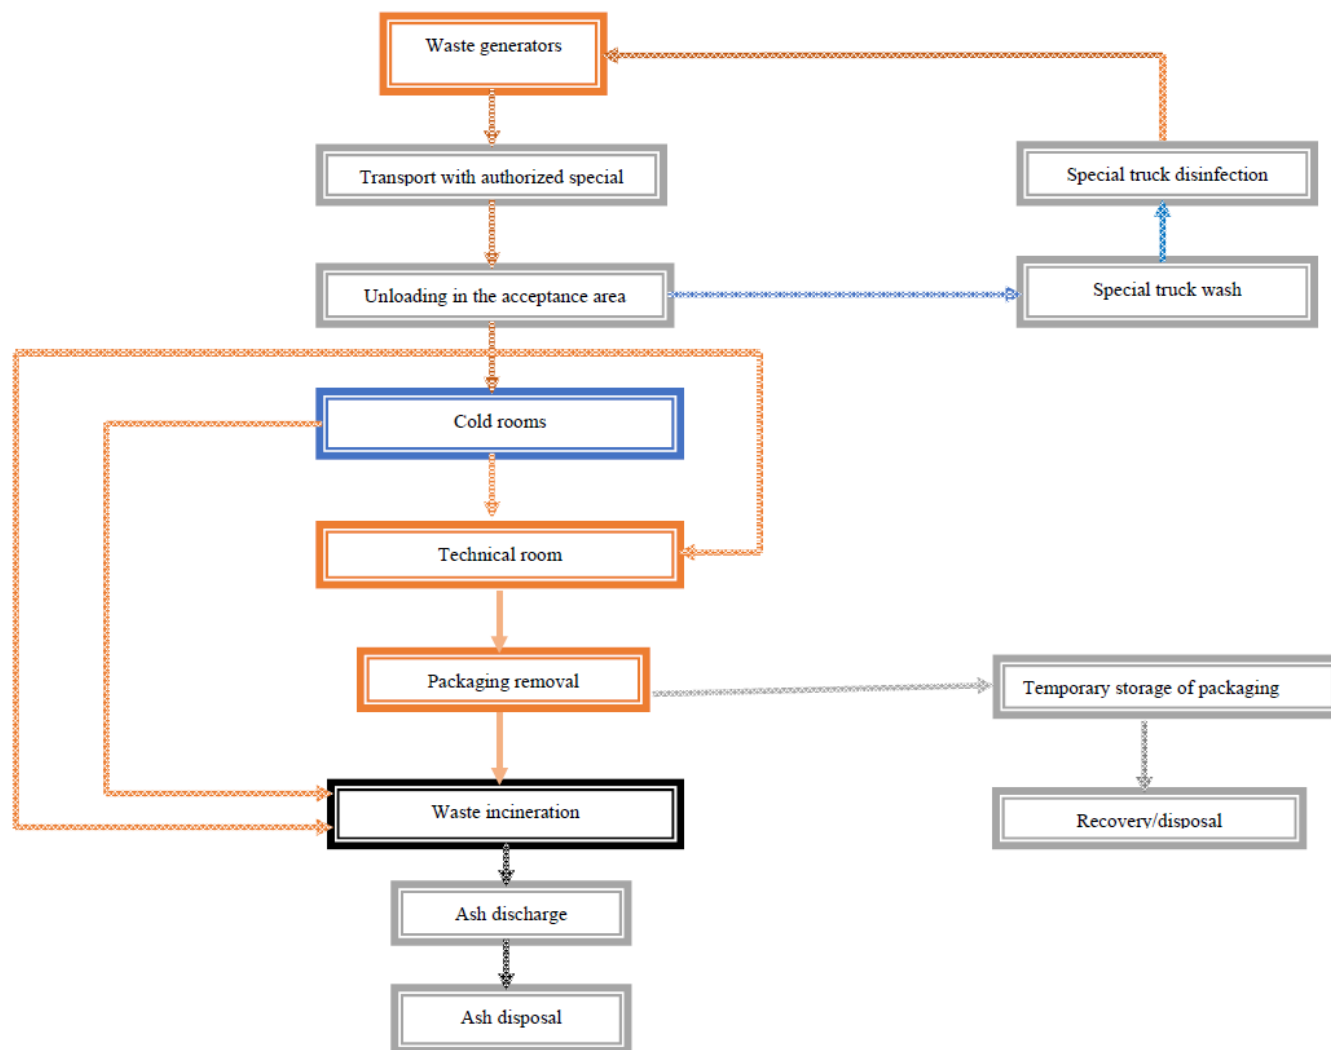 Waste generators
Transport with authorized special
Special truck disinfection
Unloading in the acceptance area
Special truck wash
Cold rooms
Technical room
Packaging removal
Temporary storage of packaging
Waste incineration
Recovery/disposal
Ash discharge
Ash disposal